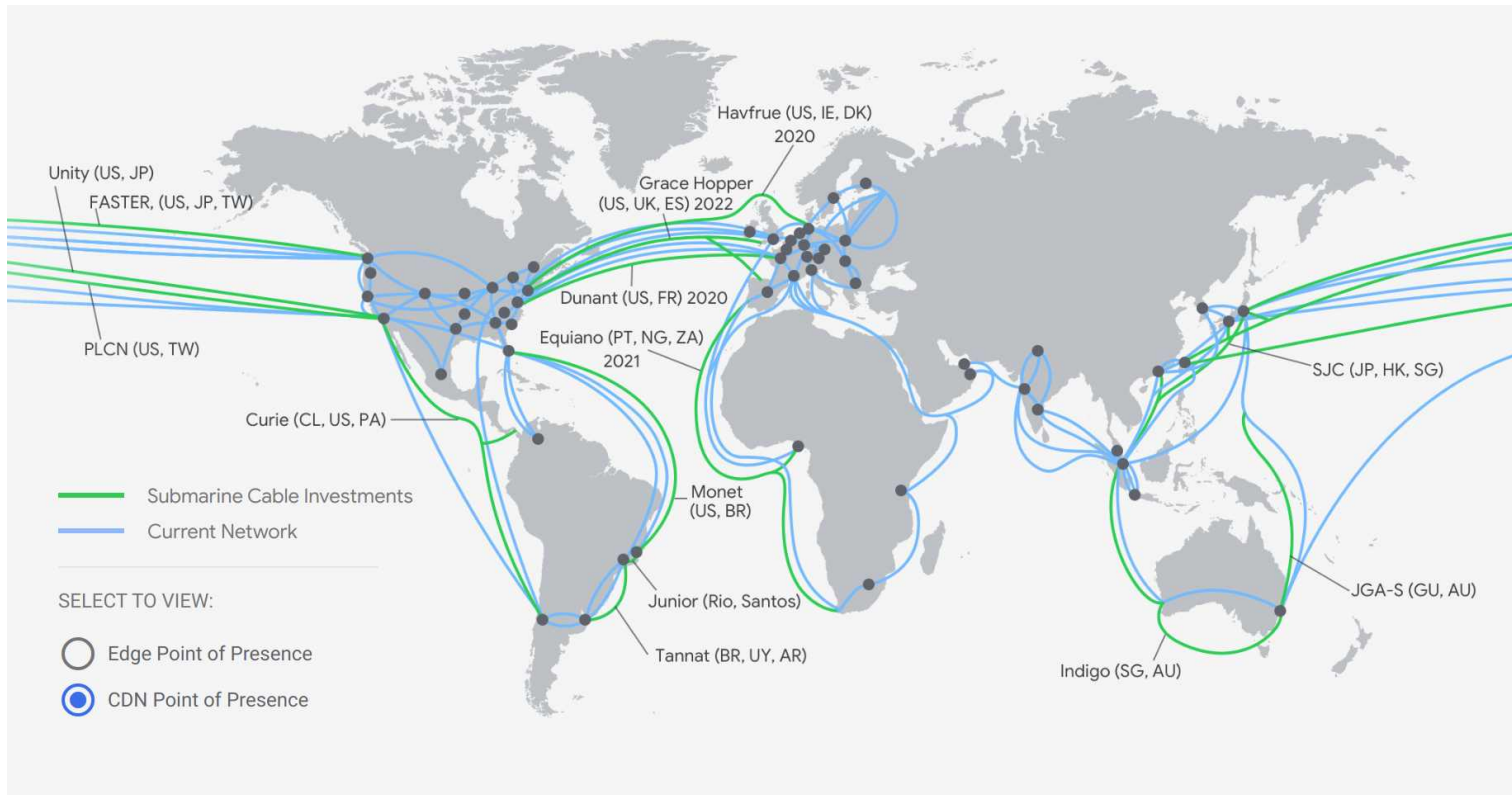 Havfrue (US, IE, DK)
2020
Unity (US, JP)
FASTER, (US, JP, TW)
Grace Hopper
(US, UK, ES) 2022
Dunant (US, FR) 2020
Equiano (PT, NG, ZA)
2021
PLCN (US, TW)
SJC (JP, HK, SG)
Curie (CL, US, PA)
Submarine Cable Investments
Current Network
Monet
(US, BR)
SELECT TO VIEW:
Edge Point of Presence
CDN Point of Presence
Junior (Rio, Santos)
Tannat (BR, UY, AR)
JGA-S (GU, AU)
Indigo (SG, AU)